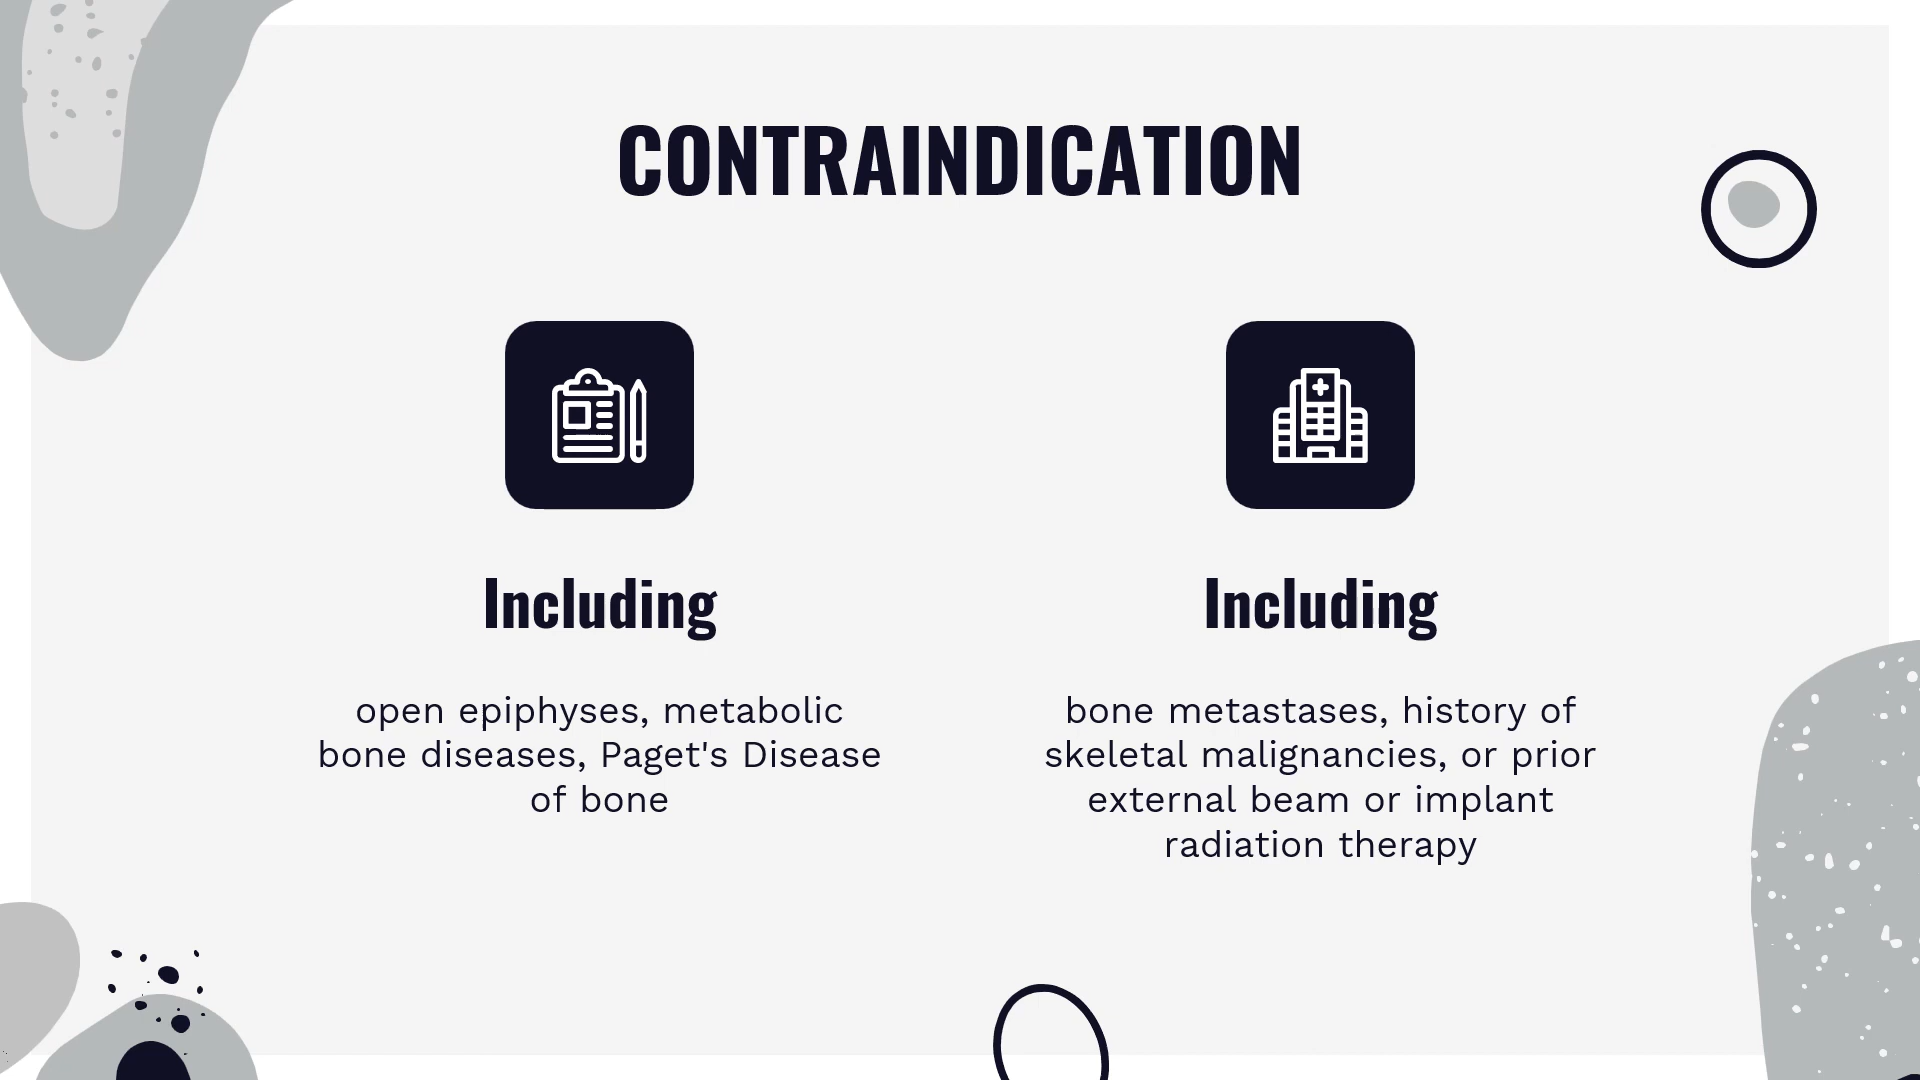 CONTRAINDICATION
Including
open epiphyses, metabolic
bone diseases, Paget's Disease
of bone
Including
bone metastases, history of
skeletal malignancies, or prior
external beam or implant
radiation therapy